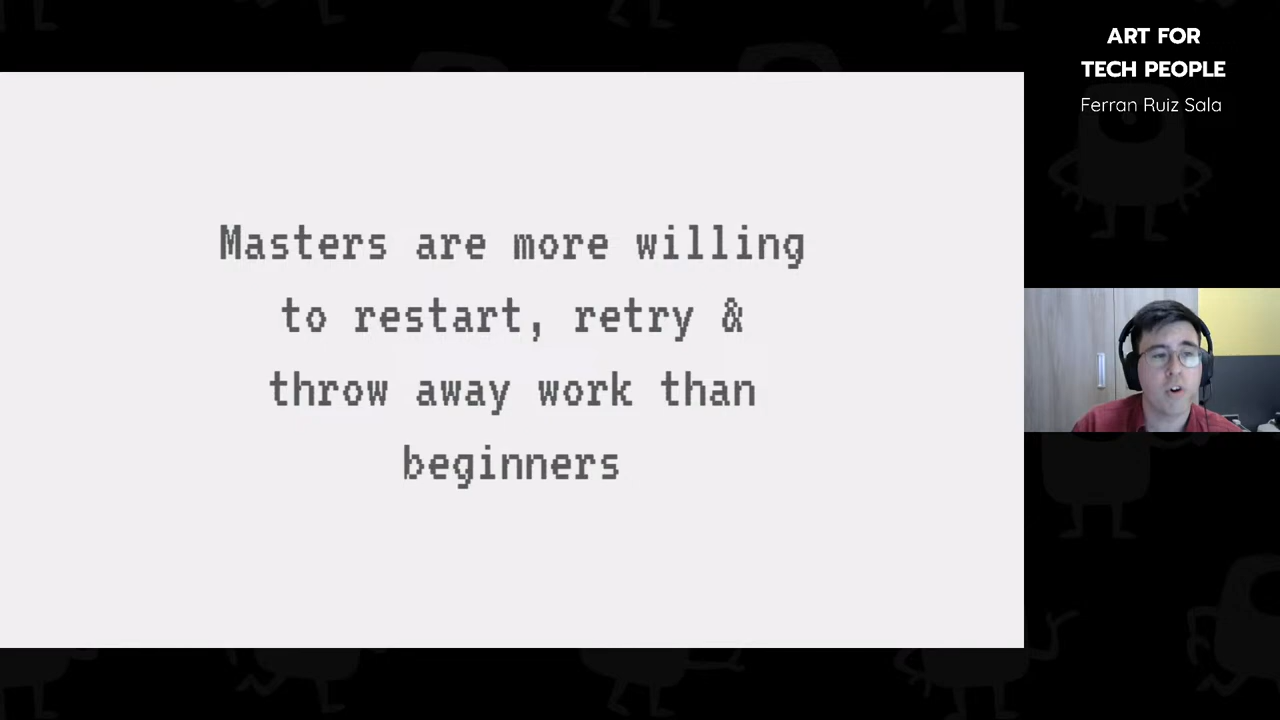 ART FOR
TECH PEOPLE
Ferran Ruiz Sala
Masters are more willing
to restart, retry &
throw away work than
beginners